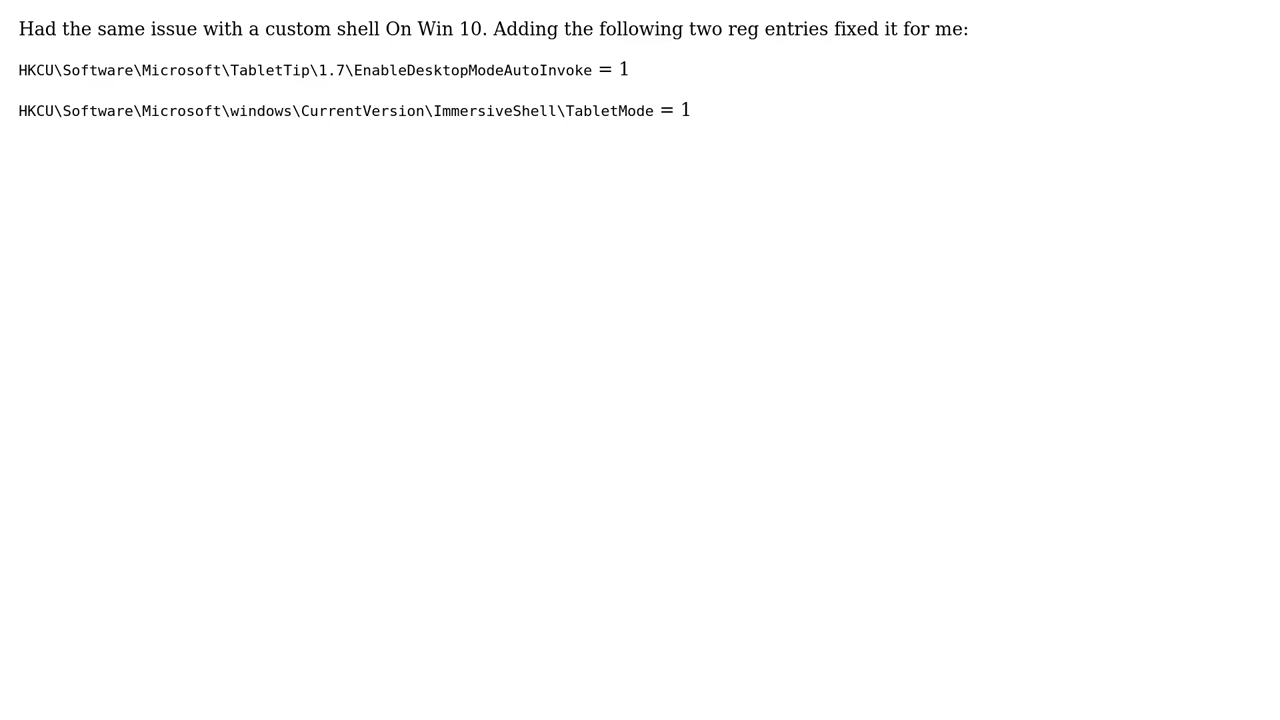 Had the same issue with a custom shell On Win 10. Adding the following two reg entries fixed it for me:
HKCU\Software\Microsoft\TabletTip\1.7\EnableDesktopModeAutoInvoke = 1
HKCU\Software\Microsoft\windows\CurrentVersion\ImmersiveShell\TabletMode = 1